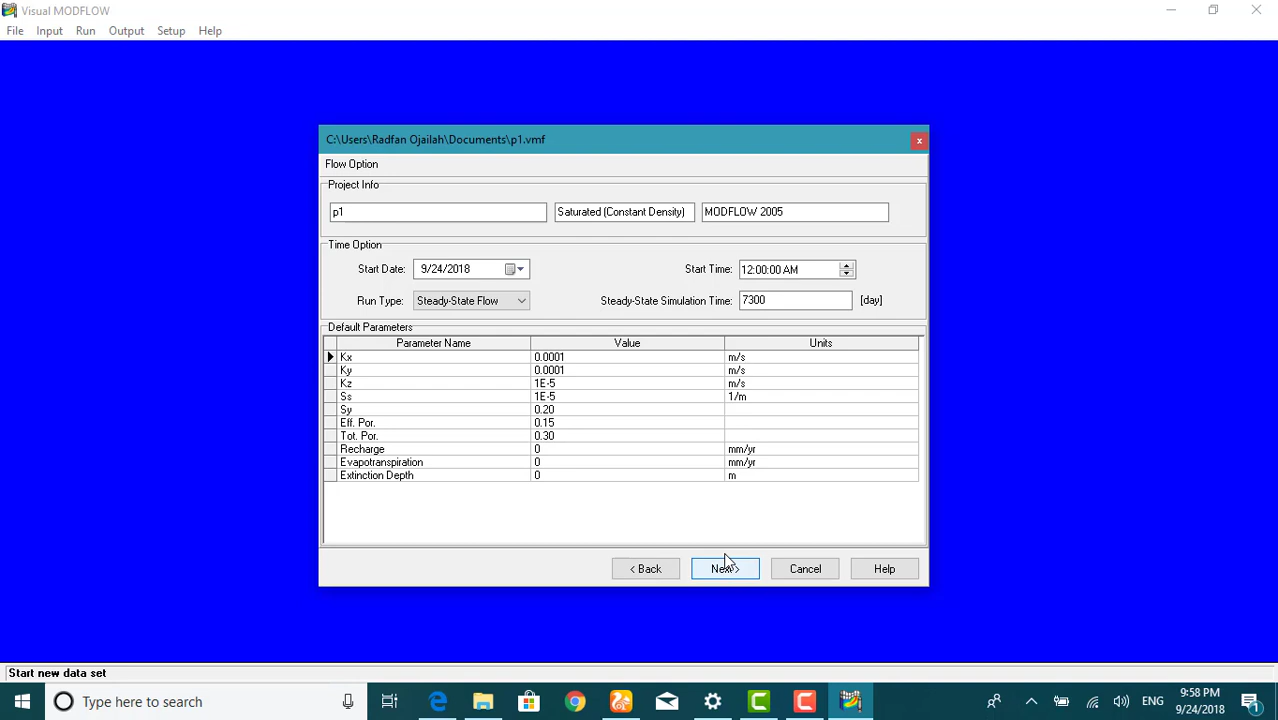 Visual MODFLOW
File Input Run Output Setup Help
C:\Users\Radfan Ojailah\Documents\p1.vmf
Flow Option
Project Info
p1 Saturated (Constant Density) MODFLOW 2005
Time Option
Start Date: 9/24/2018 Start Time: 12:00:00 AM
Run Type: Steady-State Flow Steady-State Simulation Time: 7300 [day]
Default Parameters
Parameter Name Value Units
Kx 0.0001 m/s
Ky 0.0001 m/s
Kz 1E-5 m/s
Ss 1E-5 1/m
Sy 0.20
Eff. Por. 0.15
Tot. Por. 0.30
Recharge 0 mm/yr
Evapotranspiration 0 mm/yr
Extinction Depth 0 m
< Back Next > Cancel Help
Start new data set
Type here to search ENG 9:58 PM
9/24/2018 1